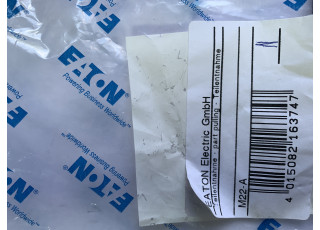 EATON
Powering Business Worldwide
EATON
Powering Business Worldwide
EATON
EATON Electric GmbH
Teilentnahme - part pulling - Teilentnahme
M22-A
4 015082 163747